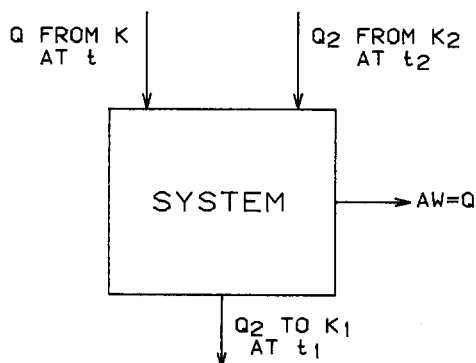 Q FROM K
AT t
Q₂ FROM K₂
AT t₂
SYSTEM
AW=Q
Q₂ TO K₁
AT t₁